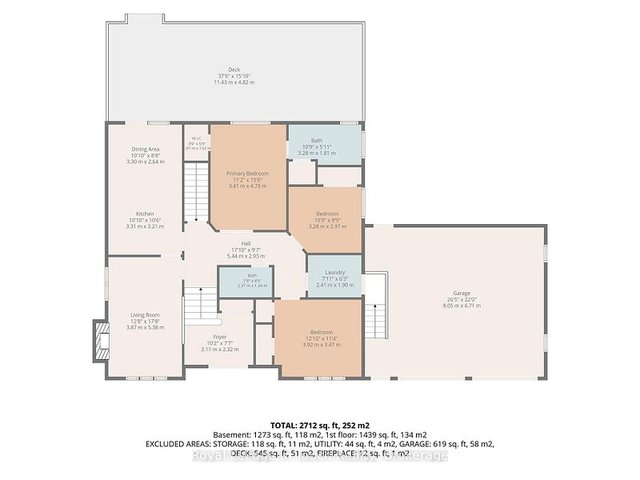 Deck
37'6" x 15'10"
11.43 m x 4.82 m
W.I.C.
Bath
10'9" x 5'11"
3.28 m x 1.81 m
Dining Area
10'10" x 8'8"
3.30 m x 2.64 m
Primary Bedroom
11'2" x 15'6"
3.41 m x 4.73 m
Kitchen
10'10" x 10'6"
3.31 m x 3.21 m
Bedroom
10'9" x 9'9"
3.28 m x 2.97 m
Hall
17'10" x 9'7"
5.44 m x 2.93 m
Bath
Laundry
7'11" x 6'3"
2.41 m x 1.90 m
Garage
26'5" x 22'0"
8.05 m x 6.71 m
Living Room
12'8" x 17'8"
3.87 m x 5.38 m
Foyer
10'2" x 7'7"
3.11 m x 2.32 m
Bedroom
12'10" x 11'4"
3.92 m x 3.47 m
TOTAL: 2712 sq. ft, 252 m2
Basement: 1273 sq. ft, 118 m2, 1st floor: 1439 sq. ft, 134 m2
EXCLUDED AREAS: STORAGE: 118 sq. ft, 11 m2, UTILITY: 44 sq. ft, 4 m2, GARAGE: 619 sq. ft, 58 m2,
DECK: 545 sq. ft, 51 m2, FIREPLACE: 12 sq. ft, 1 m2
Royal Brokerage